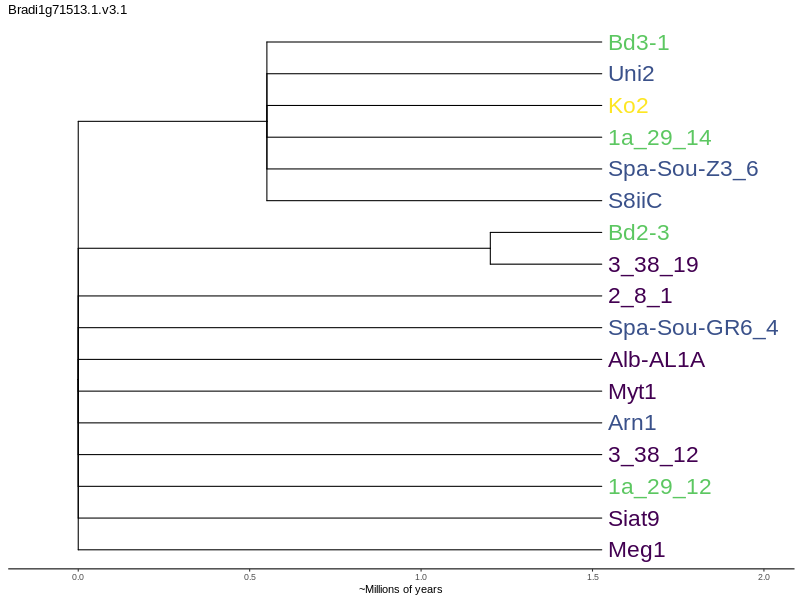 Bradi1g71513.1.v3.1
Bd3-1
Uni2
Ko2
1a_29_14
Spa-Sou-Z3_6
S8iiC
Bd2-3
3_38_19
2_8_1
Spa-Sou-GR6_4
Alb-AL1A
Myt1
Arn1
3_38_12
1a_29_12
Siat9
Meg1
0.0 0.5 1.0 1.5 2.0
~Millions of years